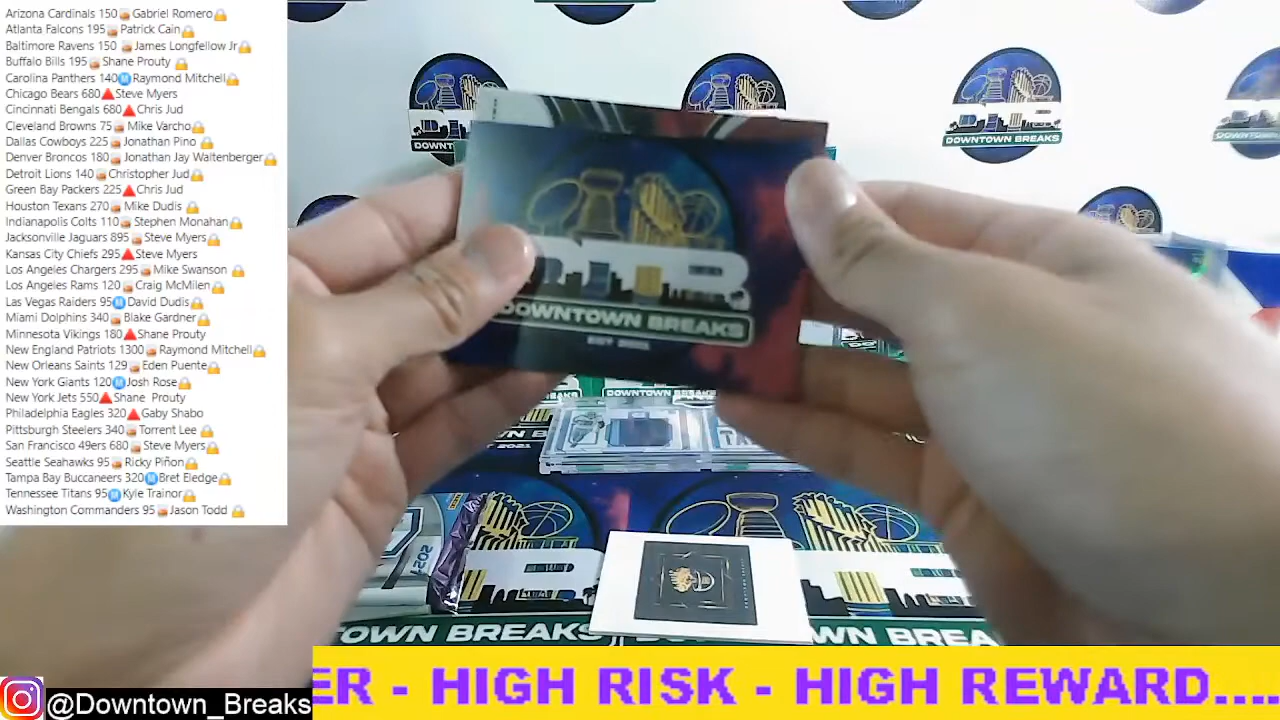 Arizona Cardinals 150 Gabriel Romero
Atlanta Falcons 195 Patrick Cain
Baltimore Ravens 150 James Longfellow Jr
Buffalo Bills 195 Shane Prouty
Carolina Panthers 140 Ⓜ Raymond Mitchell
Chicago Bears 680 Steve Myers
Cincinnati Bengals 680 Chris Jud
Cleveland Browns 75 Mike Varcho
Dallas Cowboys 225 Jonathan Pino
Denver Broncos 180 Jonathan Jay Waltenberger
Detroit Lions 140 Christopher Jud
Green Bay Packers 225 Chris Jud
Houston Texans 270 Mike Dudis
Indianapolis Colts 110 Stephen Monahan
Jacksonville Jaguars 895 Steve Myers
Kansas City Chiefs 295 Steve Myers
Los Angeles Chargers 295 Mike Swanson
Los Angeles Rams 120 Craig McMilen
Las Vegas Raiders 95 Ⓜ David Dudis
Miami Dolphins 340 Blake Gardner
Minnesota Vikings 180 Shane Prouty
New England Patriots 1300 Raymond Mitchell
New Orleans Saints 129 Eden Puente
New York Giants 120 Ⓜ Josh Rose
New York Jets 550 Shane Prouty
Philadelphia Eagles 320 Gaby Shabo
Pittsburgh Steelers 340 Torrent Lee
San Francisco 49ers 680 Steve Myers
Seattle Seahawks 95 Ricky Piñon
Tampa Bay Buccaneers 320 Ⓜ Bret Eledge
Tennessee Titans 95 Ⓜ Kyle Trainor
Washington Commanders 95 Jason Todd
DOWNTOWN BREAKS
DOWNTOWN BREAKS
DOWNTOWN BREAKS
EST 2021
DOWNTOWN BREAKS
TOWN BREAKS
WN BREAKS
@Downtown_Breaks
ER - HIGH RISK - HIGH REWARD....